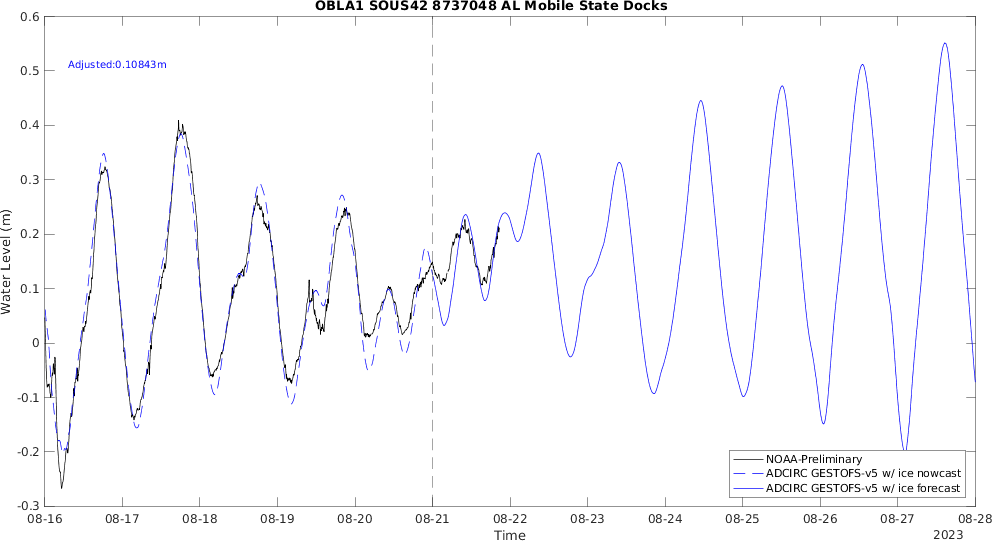 OBLA1 SOUS42 8737048 AL Mobile State Docks
0.6
0.5
0.4
0.3
0.2
0.1
0
-0.1
-0.2
-0.3
Water Level (m)
Adjusted:0.10843m
NOAA-Preliminary
ADCIRC GESTOFS-v5 w/ ice nowcast
ADCIRC GESTOFS-v5 w/ ice forecast
08-16 08-17 08-18 08-19 08-20 08-21 08-22 08-23 08-24 08-25 08-26 08-27 08-28
Time
2023